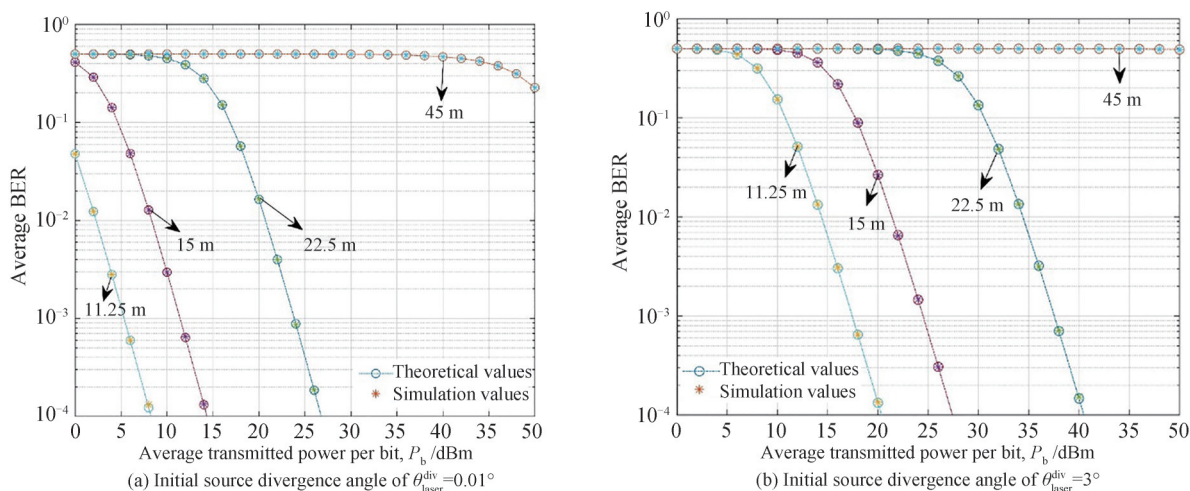 10⁰
10⁻¹
10⁻²
10⁻³
10⁻⁴
Average BER
45 m
22.5 m
15 m
11.25 m
Theoretical values
Simulation values
0 5 10 15 20 25 30 35 40 45 50
Average transmitted power per bit, P_b /dBm
(a) Initial source divergence angle of θ_laser^div=0.01°
10⁰
10⁻¹
10⁻²
10⁻³
10⁻⁴
Average BER
45 m
11.25 m
15 m
22.5 m
Theoretical values
Simulation values
0 5 10 15 20 25 30 35 40 45 50
Average transmitted power per bit, P_b /dBm
(b) Initial source divergence angle of θ_laser^div=3°